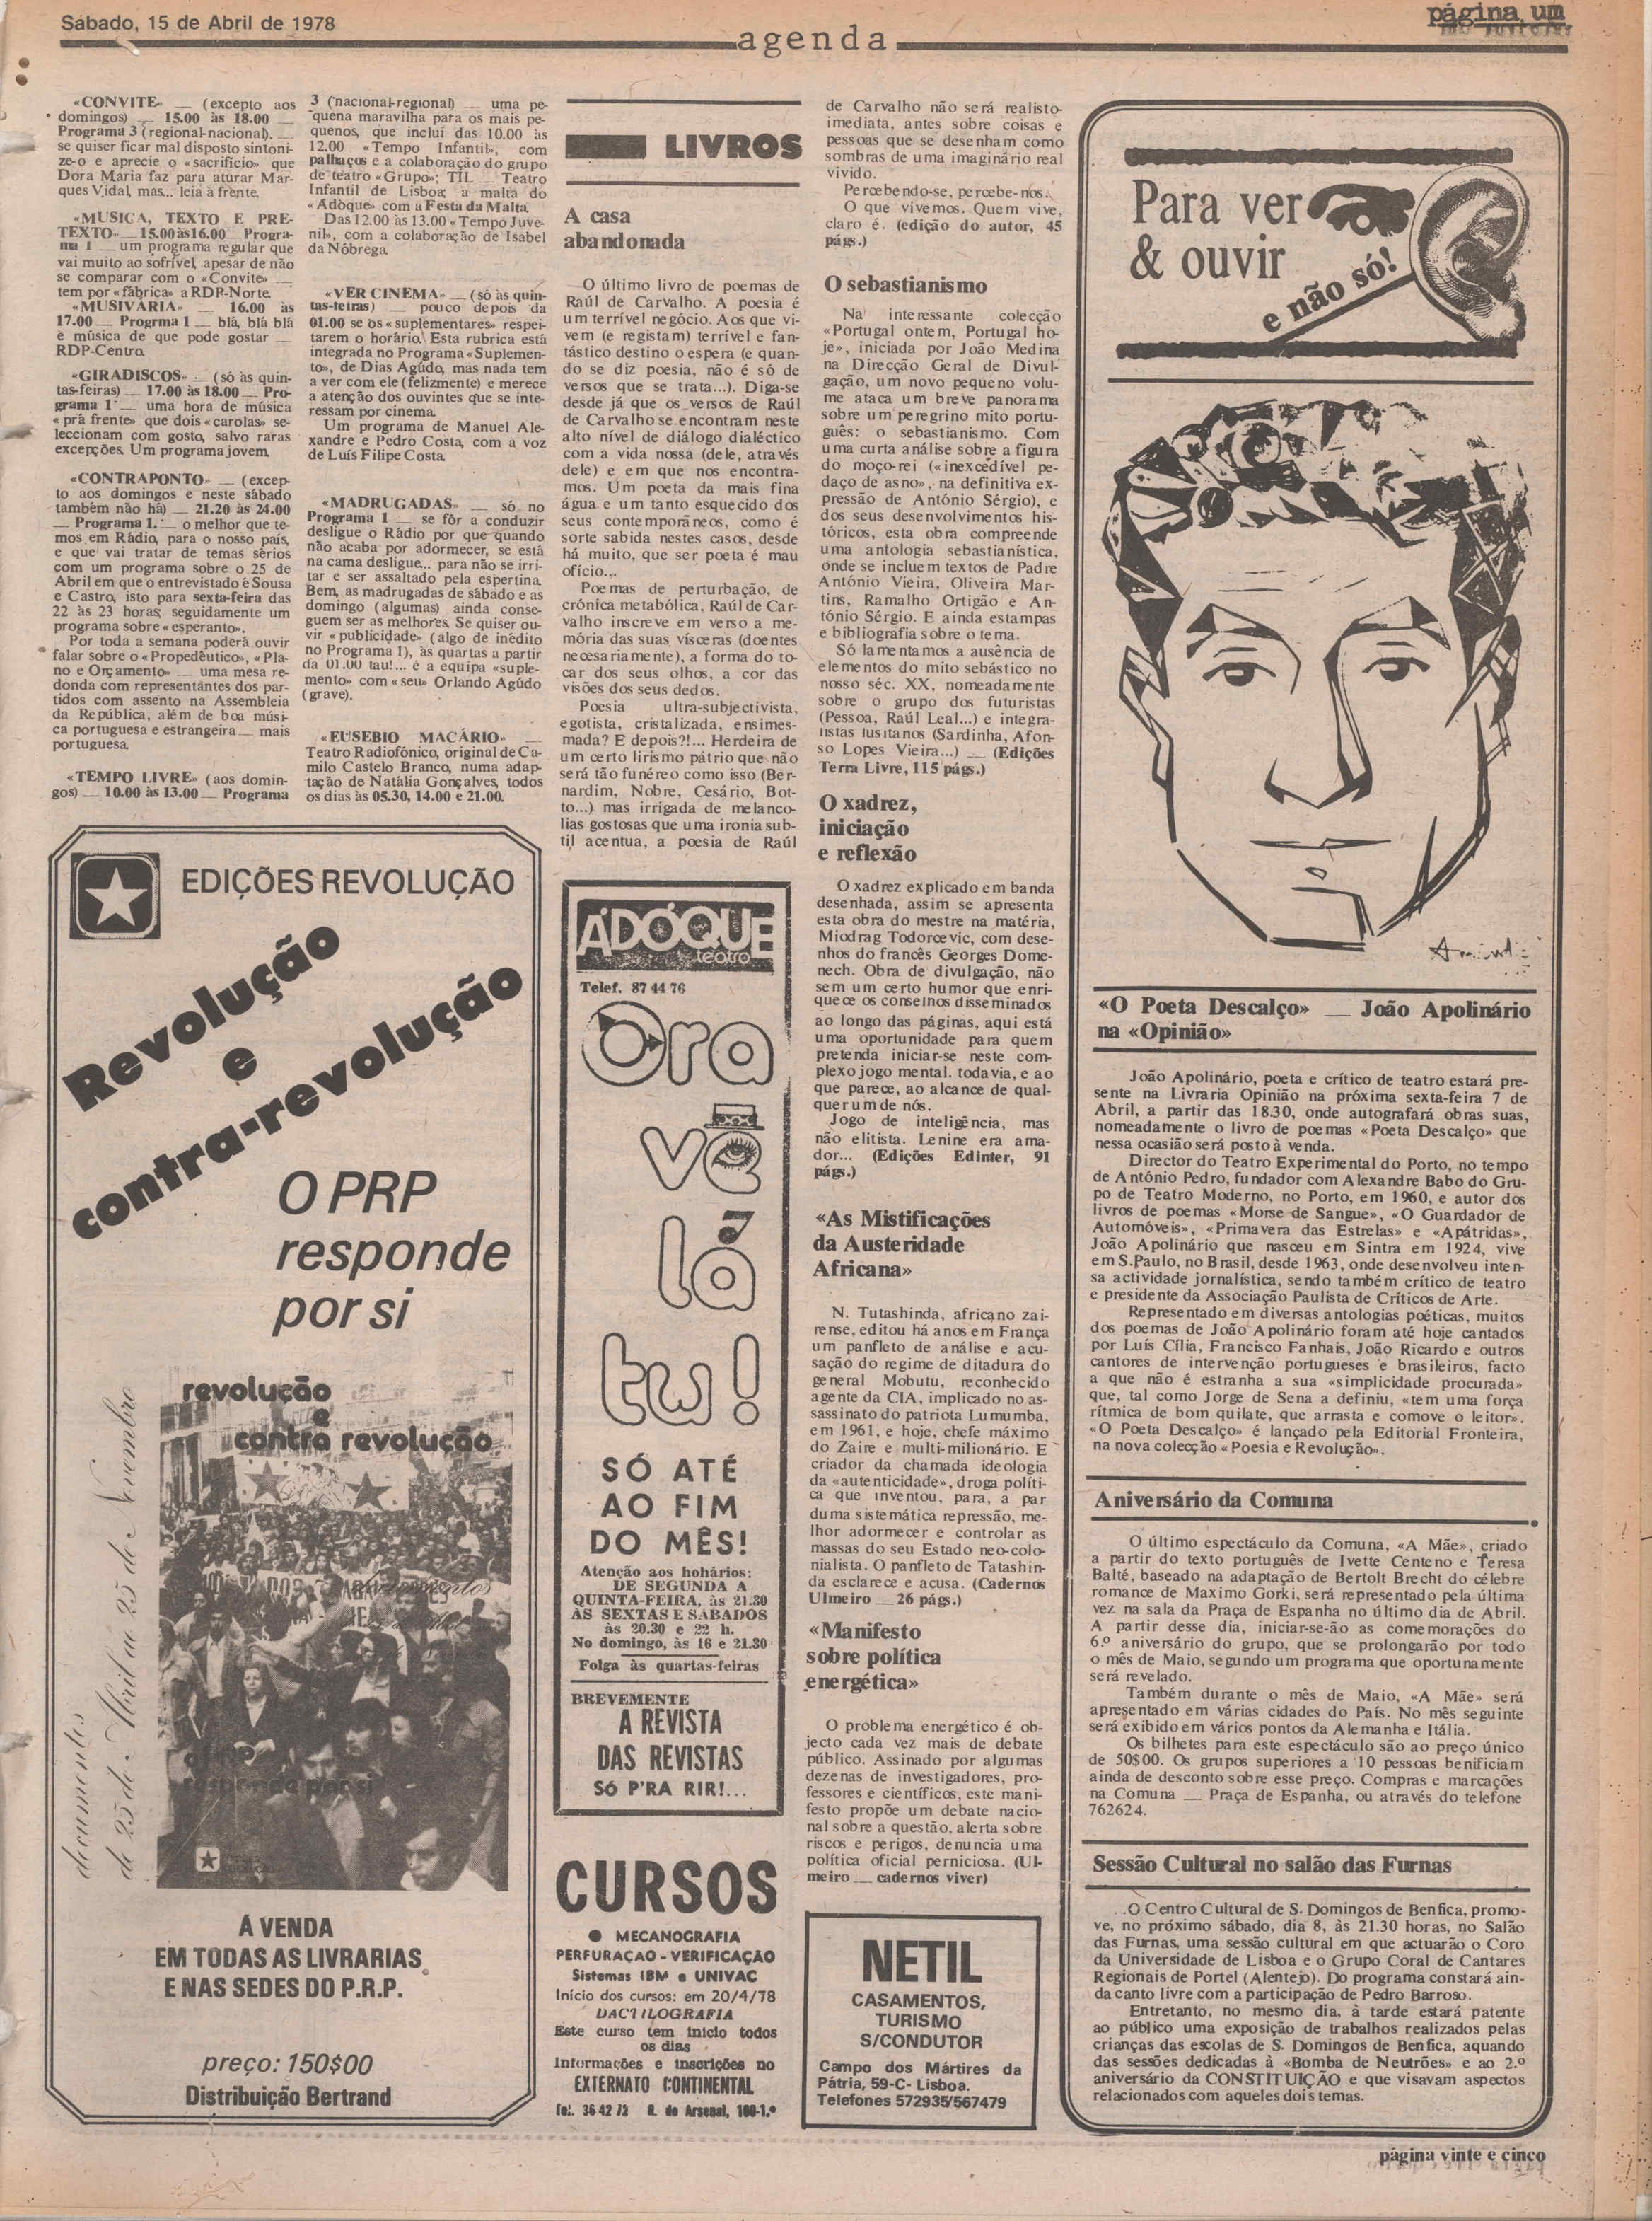 Sábado, 15 de Abril de 1978
agenda
página um
«CONVITE» — (excepto aos
domingos) — 15.00 às 18.00 —
Programa 3 (regional-nacional). —
se quiser ficar mal disposto sintoni-
ze-o e aprecie o «sacrifício» que
Dora Maria faz para aturar Mar-
ques Vidal, mas... leia à frente.
«MUSICA, TEXTO E PRE-
TEXTO» — 15.00 às 16.00 — Progra-
ma 1 — um programa regular que
vai muito ao sofrível, apesar de não
se comparar com o «Convite» —
tem por «fábrica» a RDP-Norte.
«MUSIVÁRIA» — 16.00 às
17.00 — Progrma 1 — blá, blá blá
e música de que pode gostar —
RDP-Centro.
«GIRADISCOS» — (só às quin-
tas-feiras) — 17.00 às 18.00 — Pro-
grama 1 — uma hora de música
«prá frente» que dois «carolas» se-
leccionam com gosto, salvo raras
excepções. Um programa jovem.
«CONTRAPONTO» — (excep-
to aos domingos e neste sábado
também não há) — 21.20 às 24.00
— Programa 1. — o melhor que te-
mos em Rádio, para o nosso país,
e que vai tratar de temas sérios
com um programa sobre o 25 de
Abril em que o entrevistado é Sousa
e Castro, isto para sexta-feira das
22 às 23 horas; seguidamente um
programa sobre «esperanto».
Por toda a semana poderá ouvir
falar sobre o «Propedêutico», «Pla-
no e Orçamento» — uma mesa re-
donda com representantes dos par-
tidos com assento na Assembleia
da República, além de boa músi-
ca portuguesa e estrangeira — mais
portuguesa.
«TEMPO LIVRE» (aos domin-
gos) — 10.00 às 13.00 — Programa
3 (nacional-regional) — uma pe-
quena maravilha para os mais pe-
quenos, que inclui das 10.00 às
12.00 «Tempo Infantil», com
palhaços e a colaboração do grupo
de teatro «Grupo»; TIL — Teatro
Infantil de Lisboa; a malta do
«Adòque» com a Festa da Malta.
Das 12.00 às 13.00 «Tempo Juve-
nil», com a colaboração de Isabel
da Nóbrega.
«VER CINEMA» — (só às quin-
tas-feiras) — pouco depois da
01.00 se os «suplementares» respei-
tarem o horário. Esta rubrica está
integrada no Programa «Suplemen-
to», de Dias Agúdo, mas nada tem
a ver com ele (felizmente) e merece
a atenção dos ouvintes que se inte-
ressam por cinema.
Um programa de Manuel Ale-
xandre e Pedro Costa, com a voz
de Luís Filipe Costa.
«MADRUGADAS» — só no
Programa 1 — se fôr a conduzir
desligue o Rádio por que quando
não acaba por adormecer, se está
na cama desligue... para não se irri-
tar e ser assaltado pela espertina.
Bem, as madrugadas de sábado e as
domingo (algumas) ainda conse-
guem ser as melhores. Se quiser ou-
vir «publicidade» (algo de inédito
no Programa 1), às quartas a partir
da 01.00 tau!... é a equipa «suple-
mento» com «seu» Orlando Agúdo
(grave).
«EUSEBIO MACÁRIO» —
Teatro Radiofónico, original de Ca-
milo Castelo Branco, numa adap-
tação de Natália Gonçalves, todos
os dias às 05.30, 14.00 e 21.00.
EDIÇÕES REVOLUÇÃO
Revolução
e
contra-revolução
O PRP
responde
por si
revolução
e
contra revolução
documentos
de 25 de Abril ao 25 de Novembro
o PRP
responde por si
Á VENDA
EM TODAS AS LIVRARIAS
E NAS SEDES DO P.R.P.
preço: 150$00
Distribuição Bertrand
LIVROS
A casa
abandonada
O último livro de poemas de
Raúl de Carvalho. A poesia é
um terrível negócio. Aos que vi-
vem (e registam) terrível e fan-
tástico destino o espera (e quan-
do se diz poesia, não é só de
versos que se trata...). Diga-se
desde já que os versos de Raúl
de Carvalho se encontram neste
alto nível de diálogo dialéctico
com a vida nossa (dele, através
dele) e em que nos encontra-
mos. Um poeta da mais fina
água e um tanto esquecido dos
seus contemporâneos, como é
sorte sabida nestes casos, desde
há muito, que ser poeta é mau
ofício...
Poemas de perturbação, de
crónica metabólica, Raúl de Car-
valho inscreve em verso a me-
mória das suas vísceras (doentes
necesariamente), a forma do to-
car dos seus olhos, a cor das
visões dos seus dedos.
Poesia ultra-subjectivista,
egotista, cristalizada, ensimes-
mada? E depois?!... Herdeira de
um certo lirismo pátrio que não
será tão funéreo como isso (Ber-
nardim, Nobre, Cesário, Bot-
to...) mas irrigada de melanco-
lias gostosas que uma ironia sub-
til acentua, a poesia de Raúl
ÁDÓQUE
teatro
Telef. 87 44 76
Ora
vê
lá
tu!
SÓ ATÉ
AO FIM
DO MÊS!
Atenção aos hohários:
DE SEGUNDA A
QUINTA-FEIRA, às 21.30
ÀS SEXTAS E SÁBADOS
às 20.30 e 22 h.
No domingo, às 16 e 21.30
Folga às quartas-feiras
BREVEMENTE
A REVISTA
DAS REVISTAS
SÓ P'RA RIR!...
CURSOS
● MECANOGRAFIA
PERFURAÇAO - VERIFICAÇÃO
Sistemas IBM e UNIVAC
Início dos cursos: em 20/4/78
DACTILOGRAFIA
Este curso tem inicio todos
os dias
Informações e inscrições no
EXTERNATO CONTINENTAL
Tel. 36 42 72 R. do Arsenal, 108-1.º
de Carvalho não será realisto-
imediata, antes sobre coisas e
pessoas que se desenham como
sombras de uma imaginário real
vivido.
Percebendo-se, percebe-nos.
O que vivemos. Quem vive,
claro é. (edição do autor, 45
págs.)
O sebastianismo
Na interessante colecção
«Portugal ontem, Portugal ho-
je», iniciada por João Medina
na Direcção Geral de Divul-
gação, um novo pequeno volu-
me ataca um breve panorama
sobre um peregrino mito portu-
guês: o sebastianismo. Com
uma curta análise sobre a figura
do moço-rei («inexcedível pe-
daço de asno», na definitiva ex-
pressão de António Sérgio), e
dos seus desenvolvimentos his-
tóricos, esta obra compreende
uma antologia sebastianística,
onde se incluem textos de Padre
António Vieira, Oliveira Mar-
tins, Ramalho Ortigão e An-
tónio Sérgio. E ainda estampas
e bibliografia sobre o tema.
Só lamentamos a ausência de
elementos do mito sebástico no
nosso séc. XX, nomeadamente
sobre o grupo dos futuristas
(Pessoa, Raúl Leal...) e integra-
listas lusitanos (Sardinha, Afon-
so Lopes Vieira...) — (Edições
Terra Livre, 115 págs.)
O xadrez,
iniciação
e reflexão
O xadrez explicado em banda
desenhada, assim se apresenta
esta obra do mestre na matéria,
Miodrag Todorcevic, com dese-
nhos do francês Georges Dome-
nech. Obra de divulgação, não
sem um certo humor que enri-
quece os conselhos disseminados
ao longo das páginas, aqui está
uma oportunidade para quem
pretenda iniciar-se neste com-
plexo jogo mental. todavia, e ao
que parece, ao alcance de qual-
quer um de nós.
Jogo de inteligência, mas
não elitista. Lenine era ama-
dor... (Edições Edinter, 91
págs.)
«As Mistificações
da Austeridade
Africana»
N. Tutashinda, africano zai-
rense, editou há anos em França
um panfleto de análise e acu-
sação do regime de ditadura do
general Mobutu, reconhecido
agente da CIA, implicado no as-
sassinato do patriota Lumumba,
em 1961, e hoje, chefe máximo
do Zaire e multi-milionário. E
criador da chamada ideologia
da «autenticidade», droga políti-
ca que inventou, para, a par
duma sistemática repressão, me-
lhor adormecer e controlar as
massas do seu Estado neo-colo-
nialista. O panfleto de Tatashin-
da esclarece e acusa. (Cadernos
Ulmeiro — 26 págs.)
«Manifesto
sobre política
energética»
O problema energético é ob-
jecto cada vez mais de debate
público. Assinado por algumas
dezenas de investigadores, pro-
fessores e científicos, este mani-
festo propõe um debate nacio-
nal sobre a questão, alerta sobre
riscos e perigos, denuncia uma
política oficial perniciosa. (Ul-
meiro — cadernos viver)
NETIL
CASAMENTOS,
TURISMO
S/CONDUTOR
Campo dos Mártires da
Pátria, 59-C- Lisboa.
Telefones 572935/567479
Para ver
& ouvir
e não só!
«O Poeta Descalço» — João Apolinário
na «Opinião»
João Apolinário, poeta e crítico de teatro estará pre-
sente na Livraria Opinião na próxima sexta-feira 7 de
Abril, a partir das 18.30, onde autografará obras suas,
nomeadamente o livro de poemas «Poeta Descalço» que
nessa ocasião será posto à venda.
Director do Teatro Experimental do Porto, no tempo
de António Pedro, fundador com Alexandre Babo do Gru-
po de Teatro Moderno, no Porto, em 1960, e autor dos
livros de poemas «Morse de Sangue», «O Guardador de
Automóveis», «Primavera das Estrelas» e «Apátridas»,
João Apolinário que nasceu em Sintra em 1924, vive
em S.Paulo, no Brasil, desde 1963, onde desenvolveu inten-
sa actividade jornalística, sendo também crítico de teatro
e presidente da Associação Paulista de Críticos de Arte.
Representado em diversas antologias poéticas, muitos
dos poemas de João Apolinário foram até hoje cantados
por Luís Cília, Francisco Fanhais, João Ricardo e outros
cantores de intervenção portugueses e brasileiros, facto
a que não é estranha a sua «simplicidade procurada»
que, tal como Jorge de Sena a definiu, «tem uma força
rítmica de bom quilate, que arrasta e comove o leitor».
«O Poeta Descalço» é lançado pela Editorial Fronteira,
na nova colecção «Poesia e Revolução».
Aniversário da Comuna
O último espectáculo da Comuna, «A Mãe», criado
a partir do texto português de Ivette Centeno e Teresa
Balté, baseado na adaptação de Bertolt Brecht do célebre
romance de Maximo Gorki, será representado pela última
vez na sala da Praça de Espanha no último dia de Abril.
A partir desse dia, iniciar-se-ão as comemorações do
6.º aniversário do grupo, que se prolongarão por todo
o mês de Maio, segundo um programa que oportunamente
será revelado.
Também durante o mês de Maio, «A Mãe» será
apresentado em várias cidades do País. No mês seguinte
será exibido em vários pontos da Alemanha e Itália.
Os bilhetes para este espectáculo são ao preço único
de 50$00. Os grupos superiores a 10 pessoas benificiam
ainda de desconto sobre esse preço. Compras e marcações
na Comuna — Praça de Espanha, ou através do telefone
762624.
Sessão Cultural no salão das Furnas
..O Centro Cultural de S. Domingos de Benfica, promo-
ve, no próximo sábado, dia 8, às 21.30 horas, no Salão
das Furnas, uma sessão cultural em que actuarão o Coro
da Universidade de Lisboa e o Grupo Coral de Cantares
Regionais de Portel (Alentejo). Do programa constará ain-
da canto livre com a participação de Pedro Barroso.
Entretanto, no mesmo dia, à tarde estará patente
ao público uma exposição de trabalhos realizados pelas
crianças das escolas de S. Domingos de Benfica, aquando
das sessões dedicadas à «Bomba de Neutrões» e ao 2.º
aniversário da CONSTITUIÇÃO e que visavam aspectos
relacionados com aqueles dois temas.
página vinte e cinco